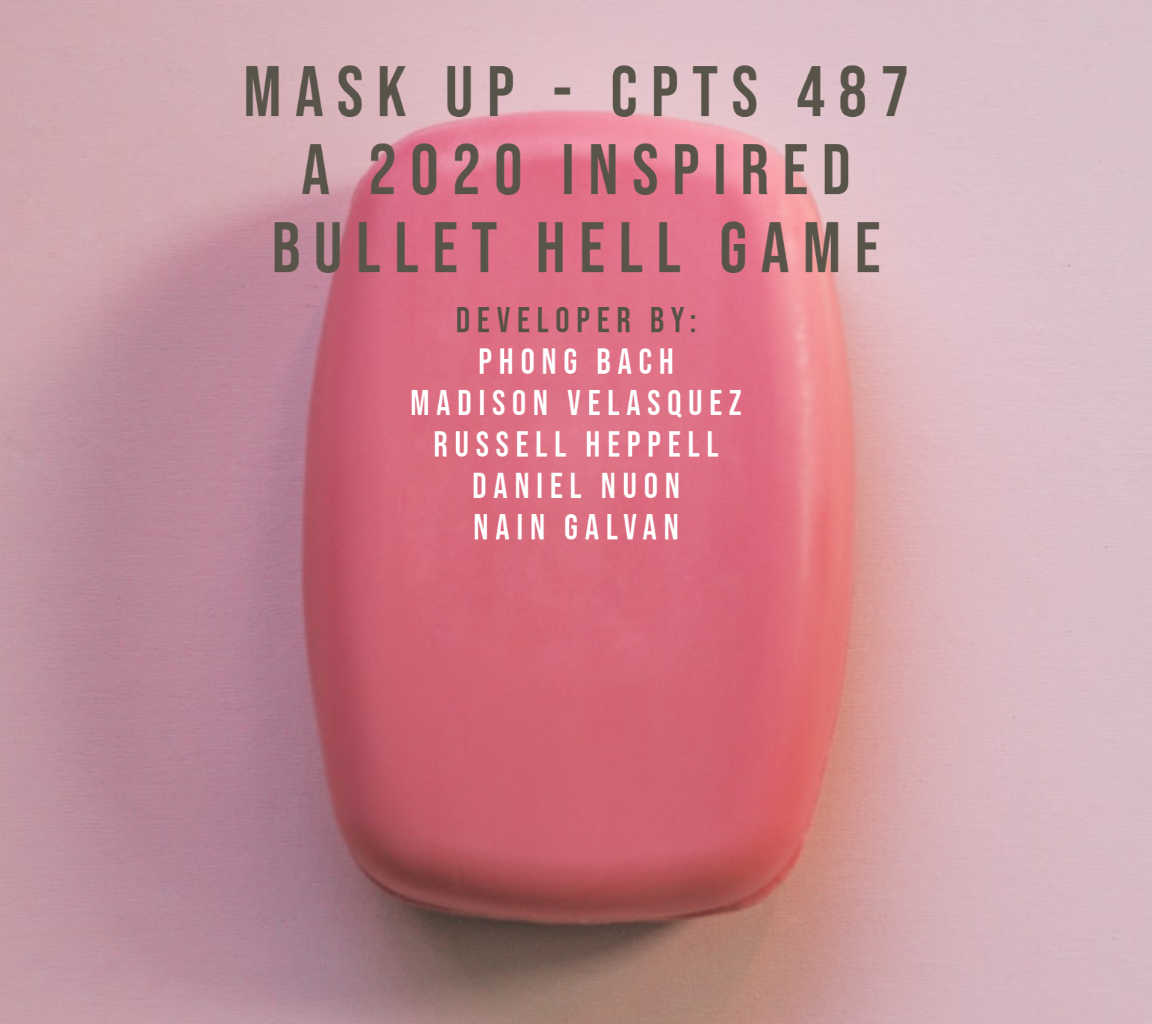 MASK UP - CPTS 487
A 2020 INSPIRED
BULLET HELL GAME
DEVELOPER BY:
PHONG BACH
MADISON VELASQUEZ
RUSSELL HEPPELL
DANIEL NUON
NAIN GALVAN